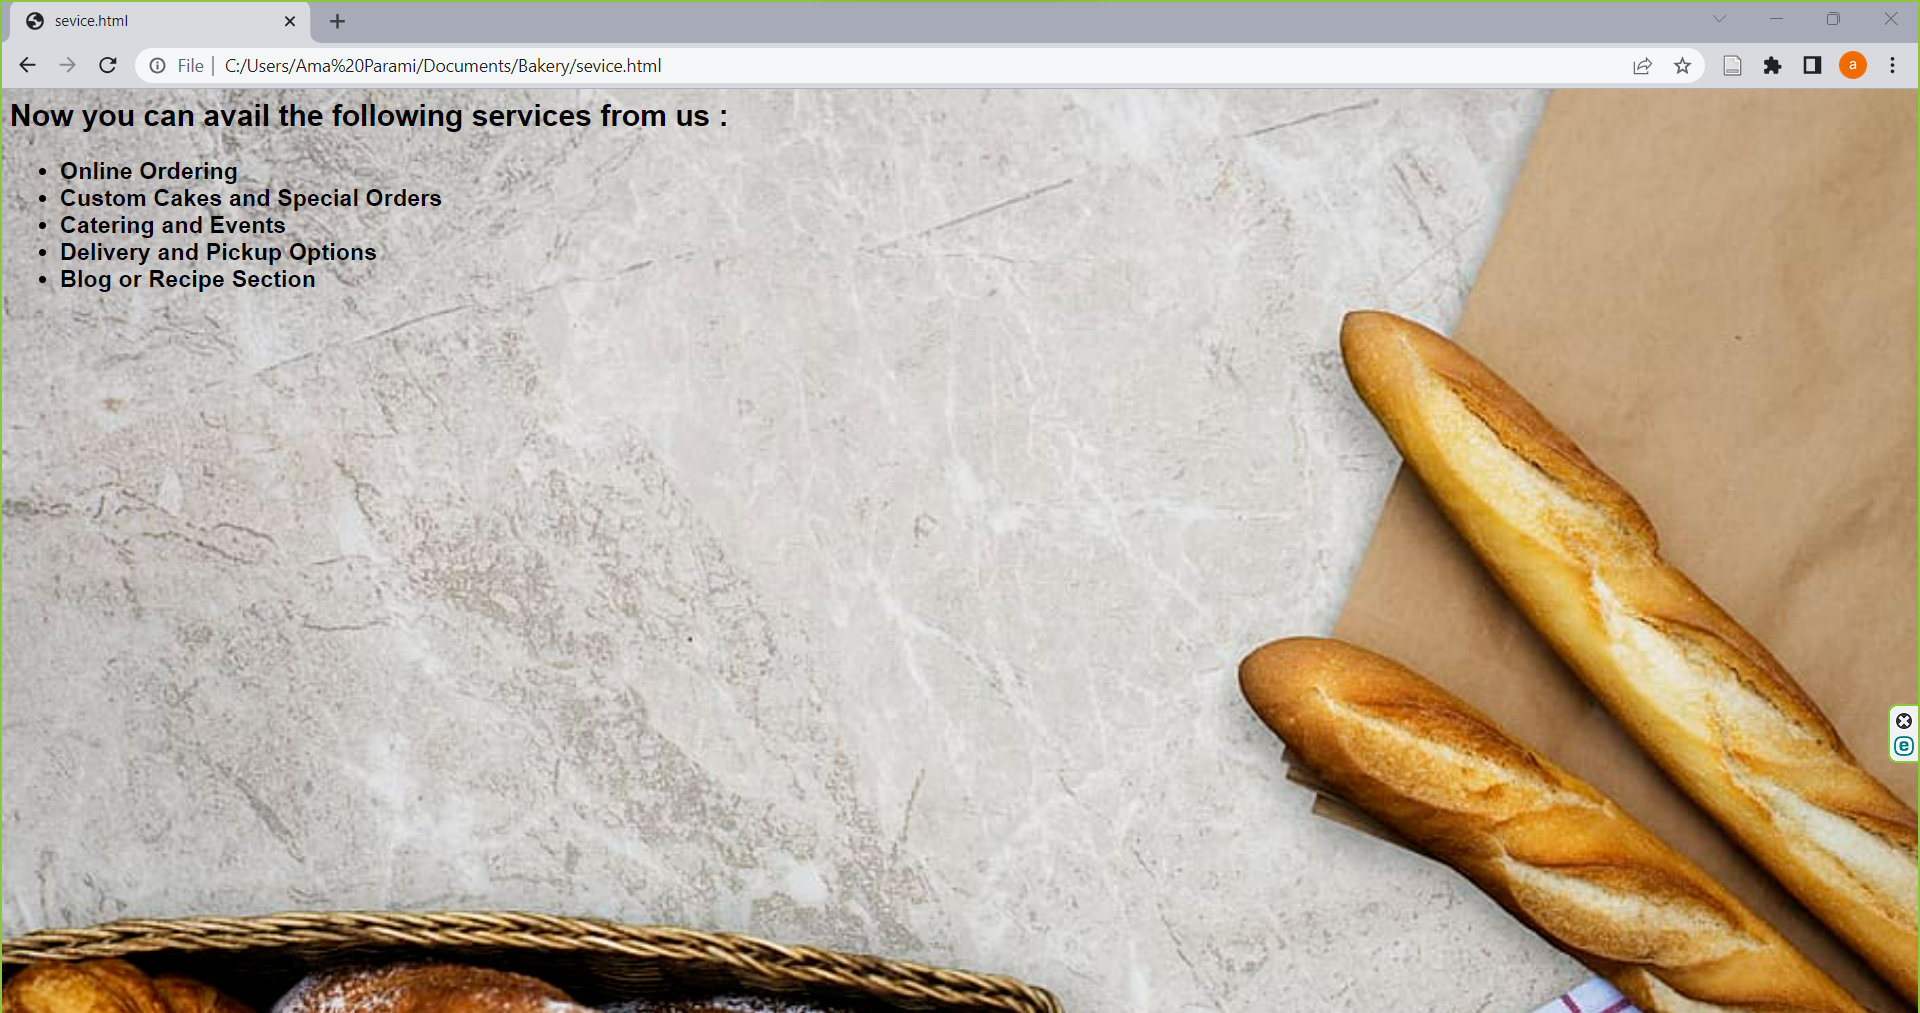 sevice.html
File
C:/Users/Ama%20Parami/Documents/Bakery/sevice.html
a
Now you can avail the following services from us :
Online Ordering
Custom Cakes and Special Orders
Catering and Events
Delivery and Pickup Options
Blog or Recipe Section
e